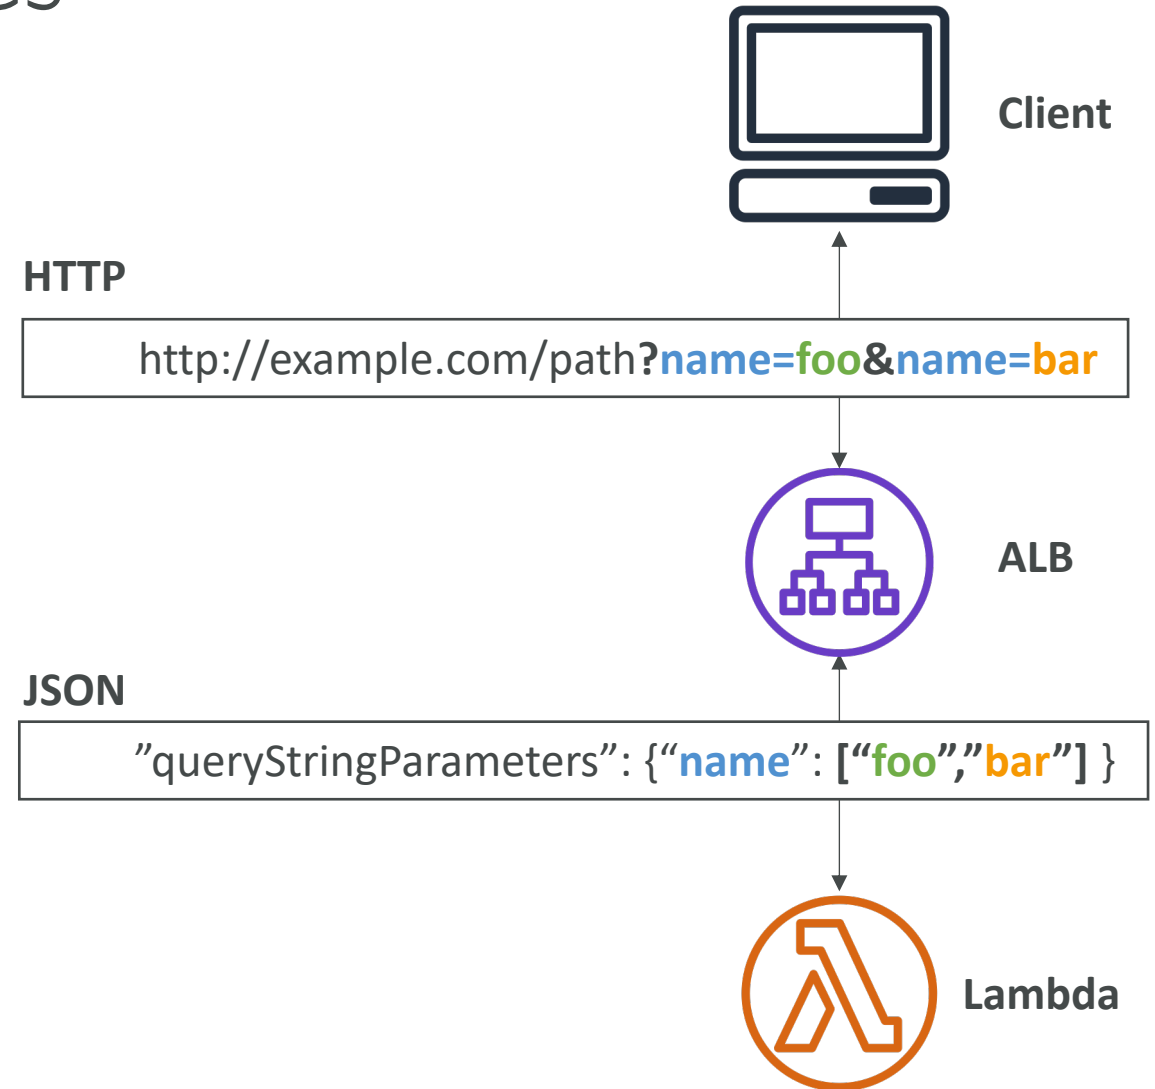 Client
HTTP
http://example.com/path?name=foo&name=bar
ALB
JSON
”queryStringParameters”: {“name”: [“foo”,”bar”] }
Lambda